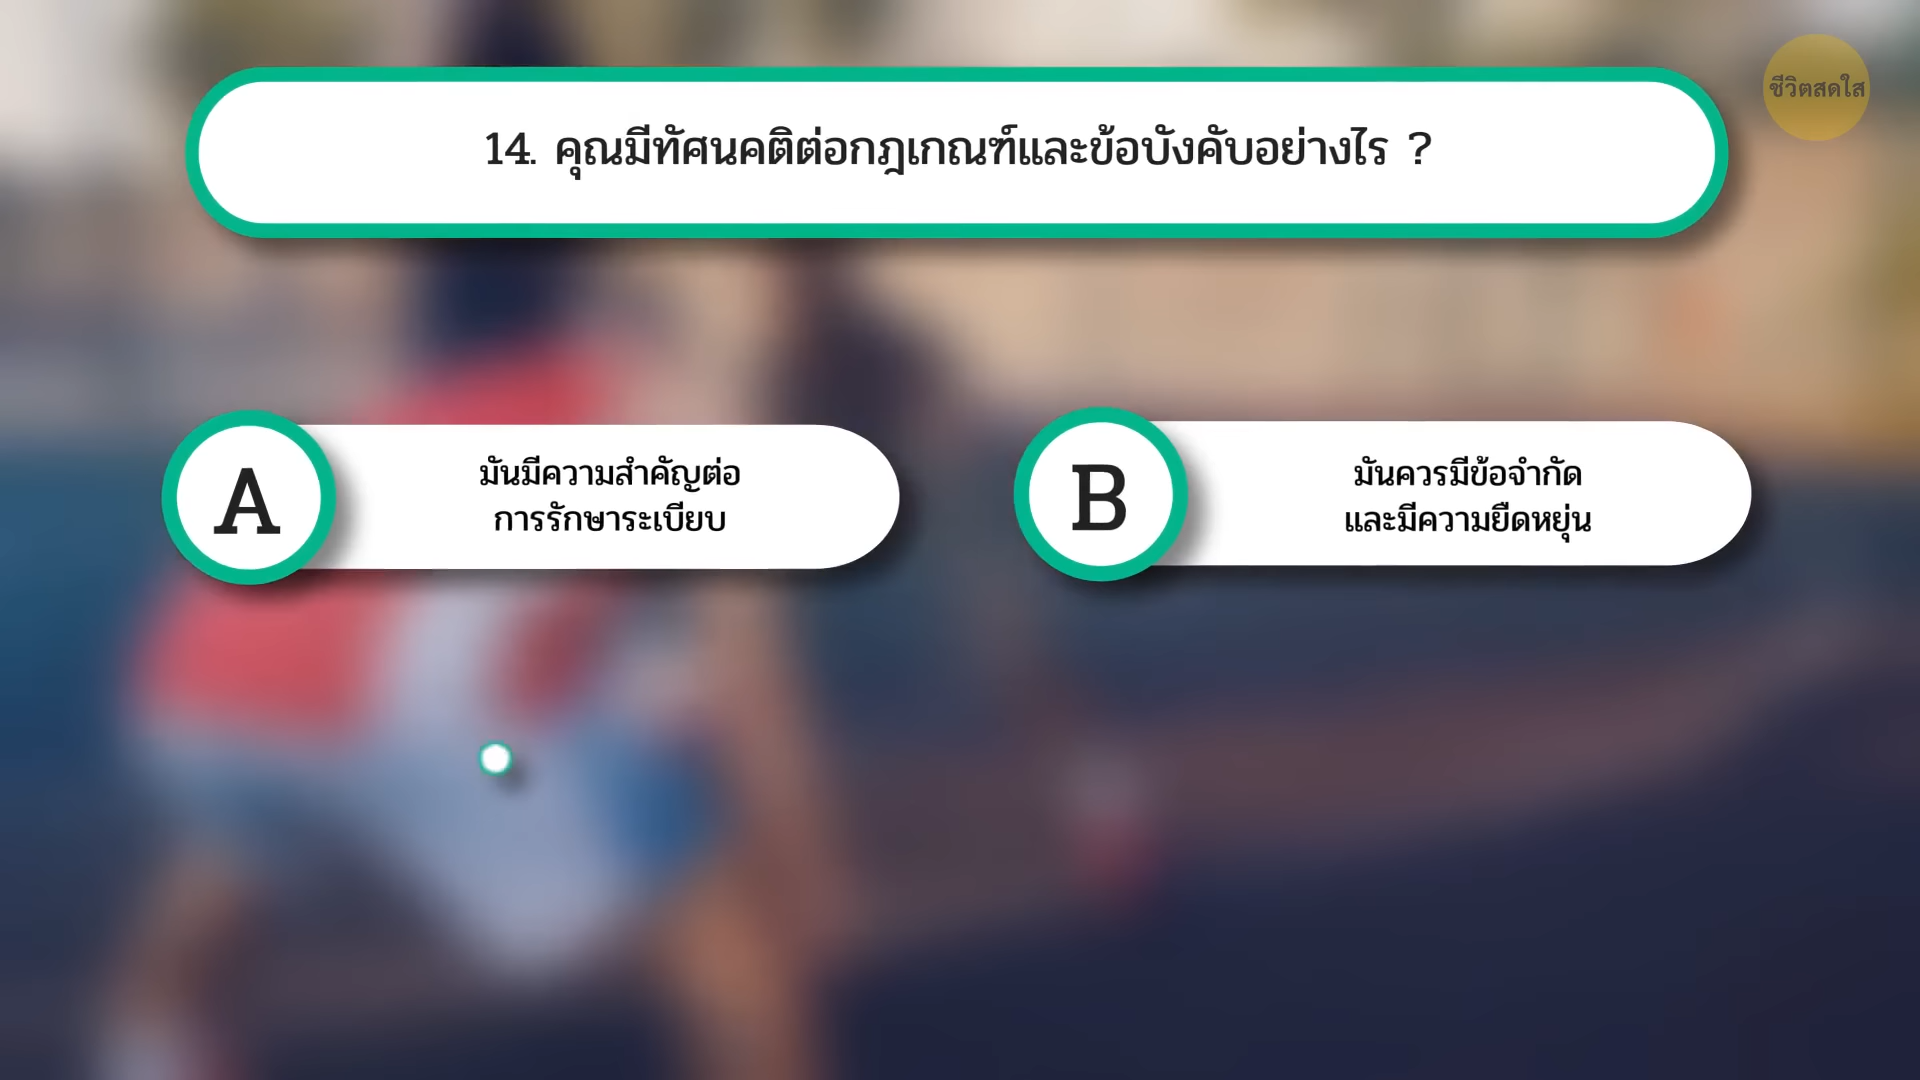 ชีวิตสดใส
14. คุณมีทัศนคติต่อกฎเกณฑ์และข้อบังคับอย่างไร ?
A
มันมีความสำคัญต่อ
การรักษาระเบียบ
B
มันควรมีข้อจำกัด
และมีความยืดหยุ่น